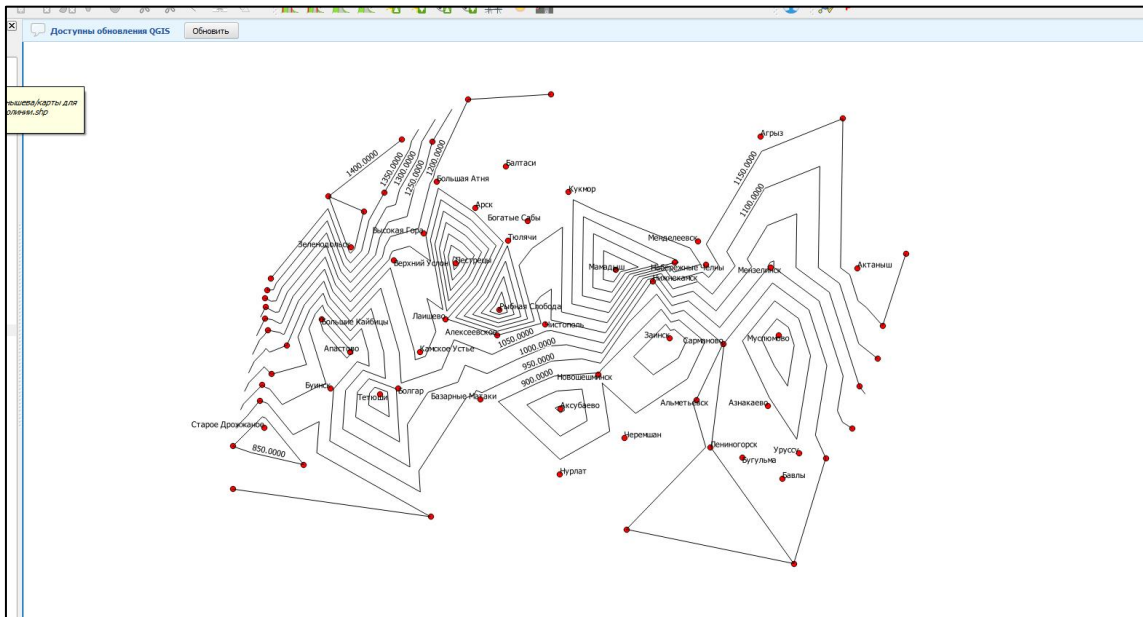 Доступны обновления QGIS
Обновить
нышева/карты для
олинии.shp
Агрыз
1400.0000
1350.0000
1300.0000
1250.0000
1200.0000
1150.0000
1100.0000
Балтаси
Большая Атня
Кукмор
Арск
Богатые Сабы
Высокая Гора
Тюлячи
Менделеевск
Зеленодольск
Верхний Услон
Пестрецы
Мамадыш
Набережные Челны
Мензелинск
Актаныш
Нижнекамск
Рыбная Слобода
Большие Кайбицы
Лаишево
Чистополь
Алексеевское
1050.0000
Заинск
Сарманово
Муслюмово
1000.0000
Апастово
Камское Устье
950.0000
900.0000
Новошешминск
Буинск
Болгар
Тетюши
Базарные Матаки
Аксубаево
Альметьевск
Азнакаево
Старое Дрожжаное
Черемшан
850.0000
Лениногорск
Бугульма
Уруссу
Нурлат
Бавлы